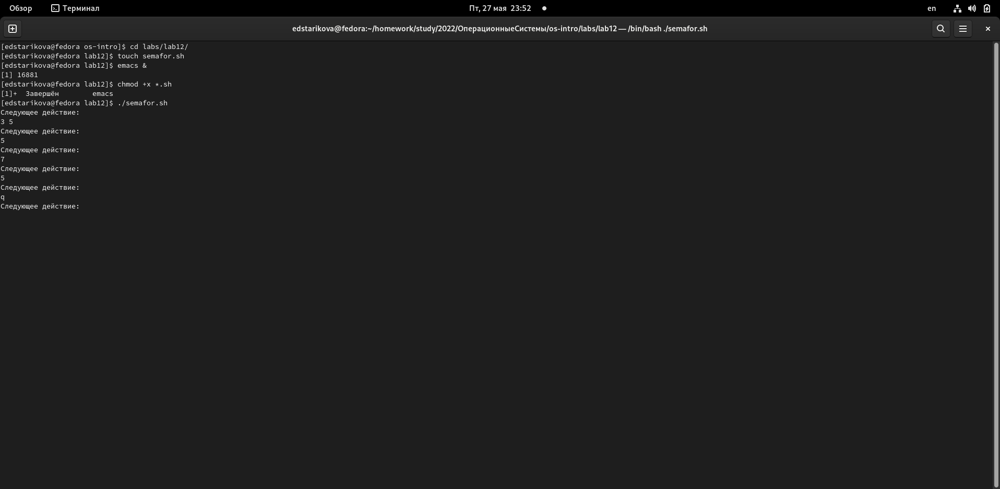 Обзор Терминал Пт, 27 мая 23:52 en
edstarikova@fedora:~/homework/study/2022/ОперационныеСистемы/os-intro/labs/lab12 — /bin/bash ./semafor.sh
[edstarikova@fedora os-intro]$ cd labs/lab12/
[edstarikova@fedora lab12]$ touch semafor.sh
[edstarikova@fedora lab12]$ emacs &
[1] 16881
[edstarikova@fedora lab12]$ chmod +x *.sh
[1]+  Завершён        emacs
[edstarikova@fedora lab12]$ ./semafor.sh
Следующее действие:
3 5
Следующее действие:
5
Следующее действие:
7
Следующее действие:
5
Следующее действие:
q
Следующее действие: